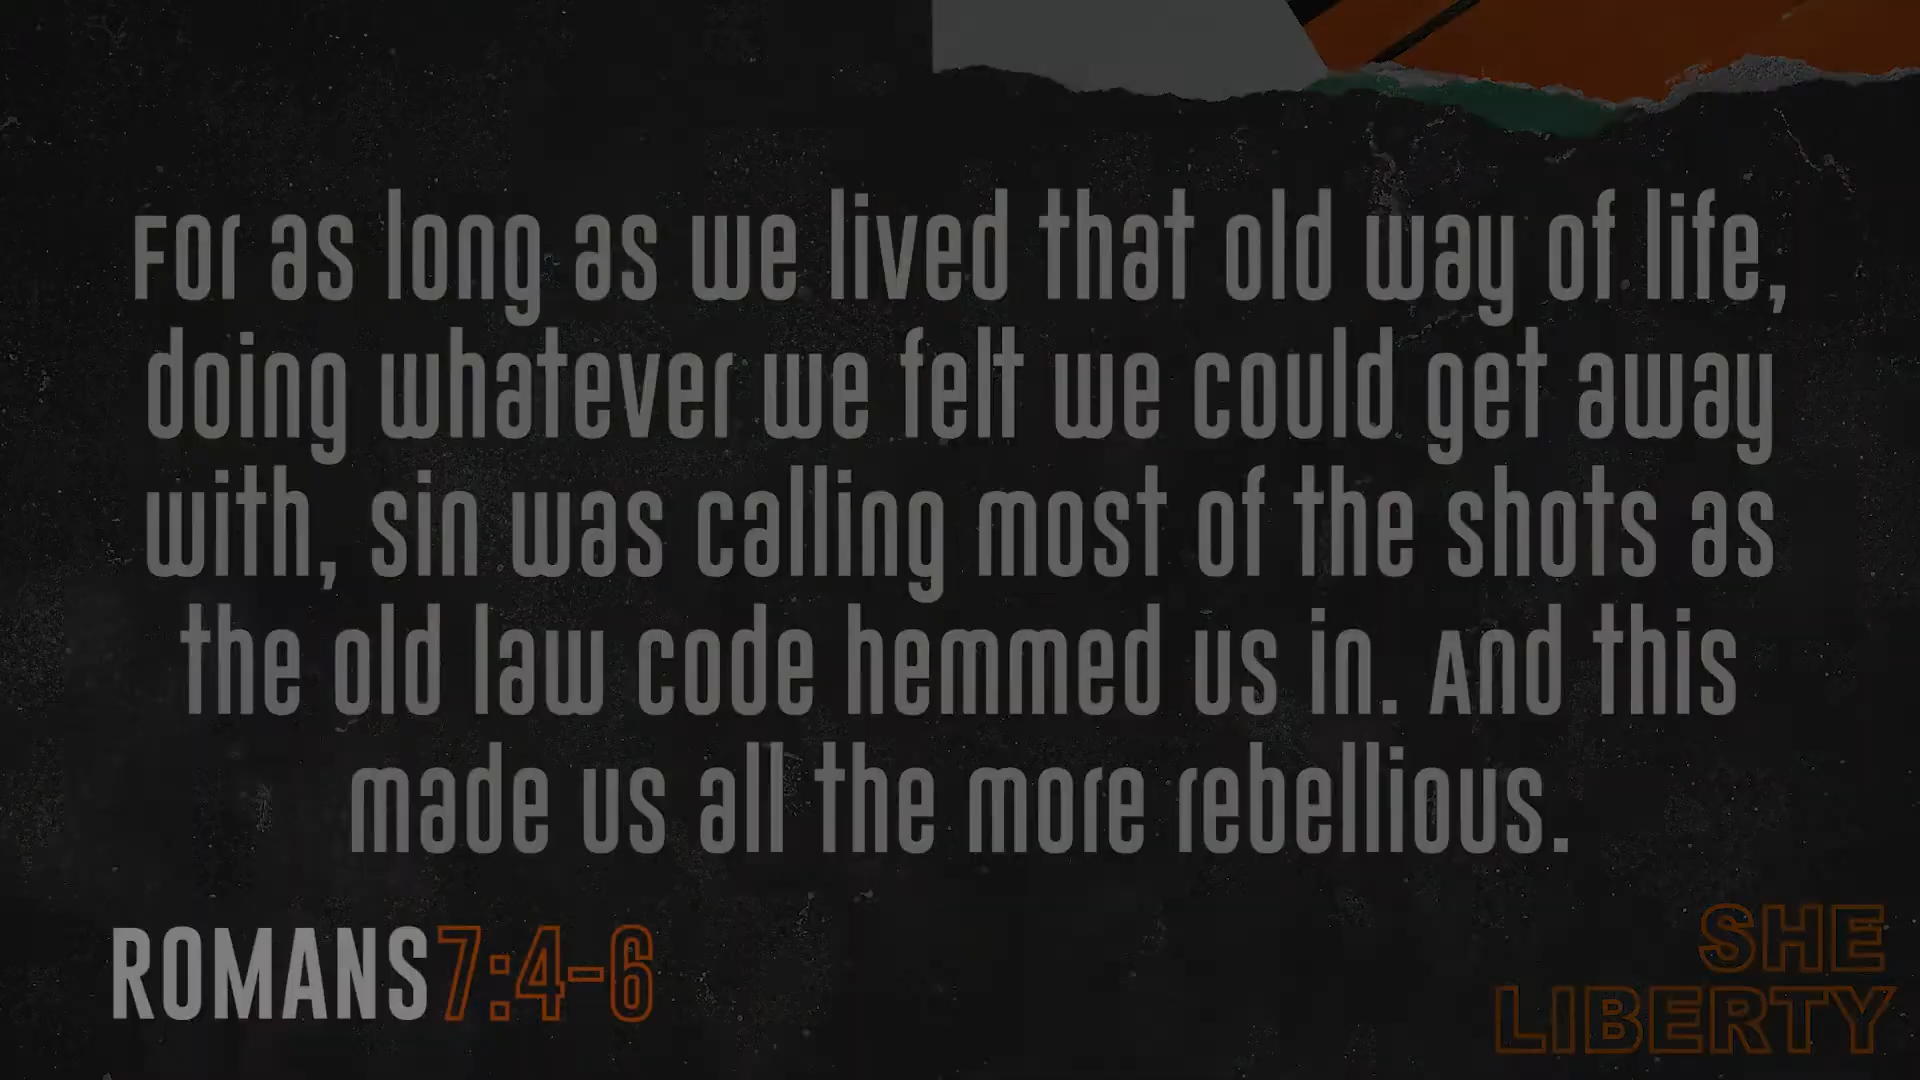 For as long as we lived that old way of life,
doing whatever we felt we could get away
with, sin was calling most of the shots as
the old law code hemmed us in. And this
made us all the more rebellious.
ROMANS 7:4-6
SHE
LIBERTY